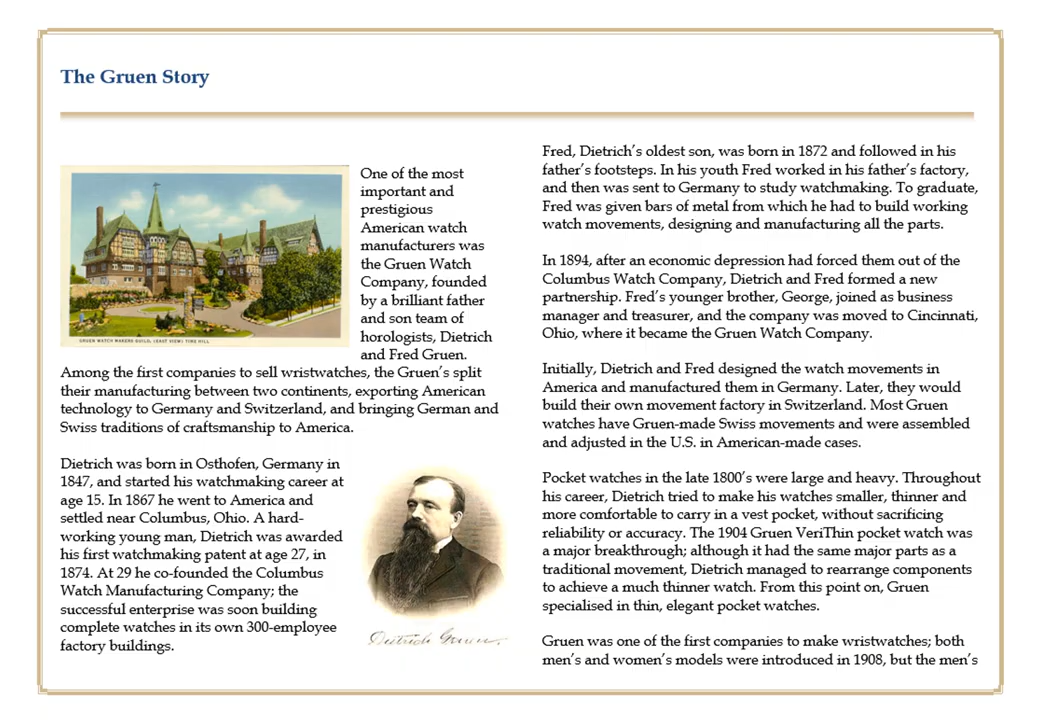 The Gruen Story
GRUEN WATCH MAKERS GUILD, (EAST VIEW) TIME HILL
One of the most
important and
prestigious
American watch
manufacturers was
the Gruen Watch
Company, founded
by a brilliant father
and son team of
horologists, Dietrich
and Fred Gruen.
Among the first companies to sell wristwatches, the Gruen's split
their manufacturing between two continents, exporting American
technology to Germany and Switzerland, and bringing German and
Swiss traditions of craftsmanship to America.
Dietrich was born in Osthofen, Germany in
1847, and started his watchmaking career at
age 15. In 1867 he went to America and
settled near Columbus, Ohio. A hard-
working young man, Dietrich was awarded
his first watchmaking patent at age 27, in
1874. At 29 he co-founded the Columbus
Watch Manufacturing Company; the
successful enterprise was soon building
complete watches in its own 300-employee
factory buildings.
Dietrich Gruen.
Fred, Dietrich's oldest son, was born in 1872 and followed in his
father's footsteps. In his youth Fred worked in his father's factory,
and then was sent to Germany to study watchmaking. To graduate,
Fred was given bars of metal from which he had to build working
watch movements, designing and manufacturing all the parts.
In 1894, after an economic depression had forced them out of the
Columbus Watch Company, Dietrich and Fred formed a new
partnership. Fred's younger brother, George, joined as business
manager and treasurer, and the company was moved to Cincinnati,
Ohio, where it became the Gruen Watch Company.
Initially, Dietrich and Fred designed the watch movements in
America and manufactured them in Germany. Later, they would
build their own movement factory in Switzerland. Most Gruen
watches have Gruen-made Swiss movements and were assembled
and adjusted in the U.S. in American-made cases.
Pocket watches in the late 1800's were large and heavy. Throughout
his career, Dietrich tried to make his watches smaller, thinner and
more comfortable to carry in a vest pocket, without sacrificing
reliability or accuracy. The 1904 Gruen VeriThin pocket watch was
a major breakthrough; although it had the same major parts as a
traditional movement, Dietrich managed to rearrange components
to achieve a much thinner watch. From this point on, Gruen
specialised in thin, elegant pocket watches.
Gruen was one of the first companies to make wristwatches; both
men's and women's models were introduced in 1908, but the men's